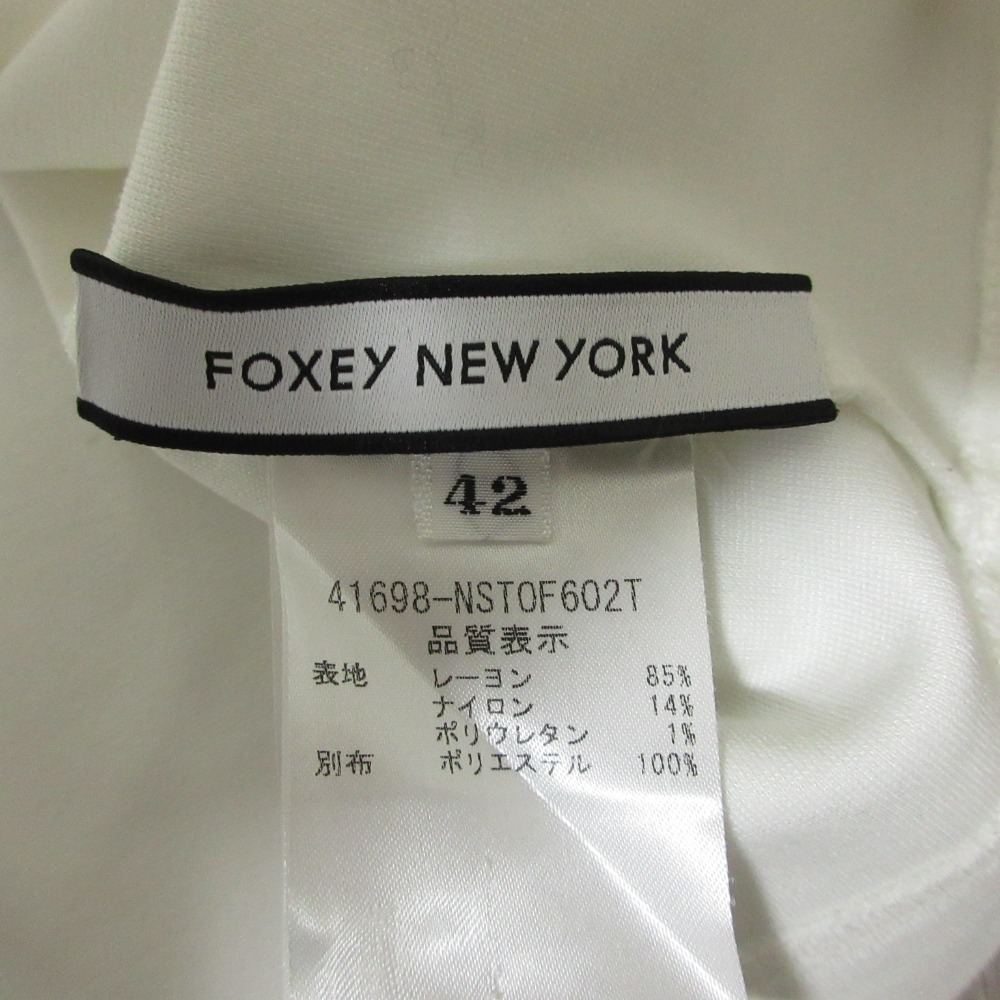 FOXEY NEW YORK
42
41698-NSTOF602T
品質表示
表地 レーヨン 85%
ナイロン 14%
ポリウレタン 1%
別布 ポリエステル 100%